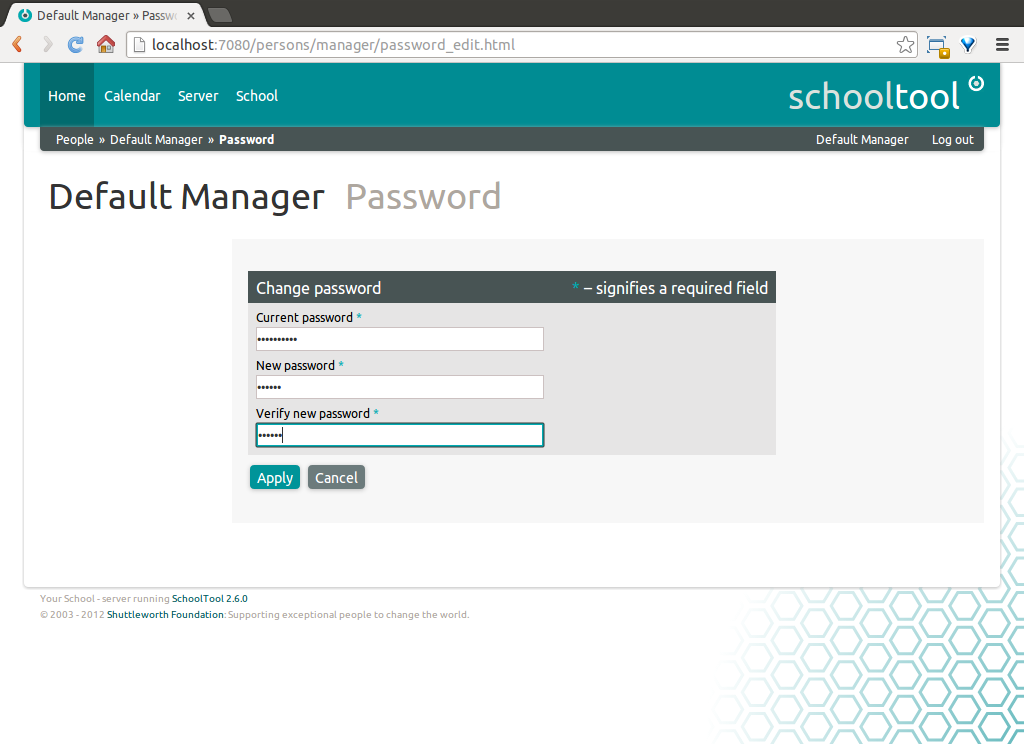 Default Manager » Passwo
localhost:7080/persons/manager/password_edit.html
Home Calendar Server School
schooltool
People » Default Manager » Password Default Manager Log out
Default Manager Password
Change password * – signifies a required field
Current password *
••••••••••
New password *
••••••
Verify new password *
••••••
Apply Cancel
Your School - server running SchoolTool 2.6.0
© 2003 - 2012 Shuttleworth Foundation: Supporting exceptional people to change the world.